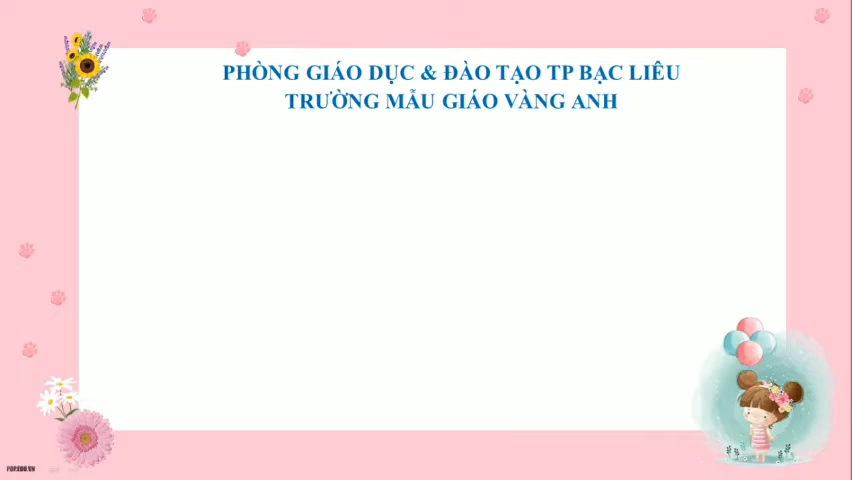 PHÒNG GIÁO DỤC & ĐÀO TẠO TP BẠC LIÊU
TRƯỜNG MẪU GIÁO VÀNG ANH